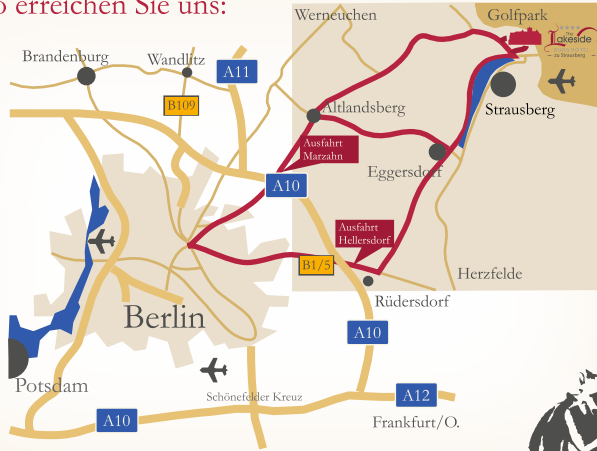 o erreichen Sie uns:
Werneuchen
Golfpark
The
Lakeside
zu Strausberg
Brandenburg
Wandlitz
A11
B109
Altlandsberg
Strausberg
Ausfahrt
Marzahn
Eggersdorf
A10
Ausfahrt
Hellersdorf
B1/5
Herzfelde
Rüdersdorf
Berlin
A10
Potsdam
Schönefelder Kreuz
A12
A10
Frankfurt/O.